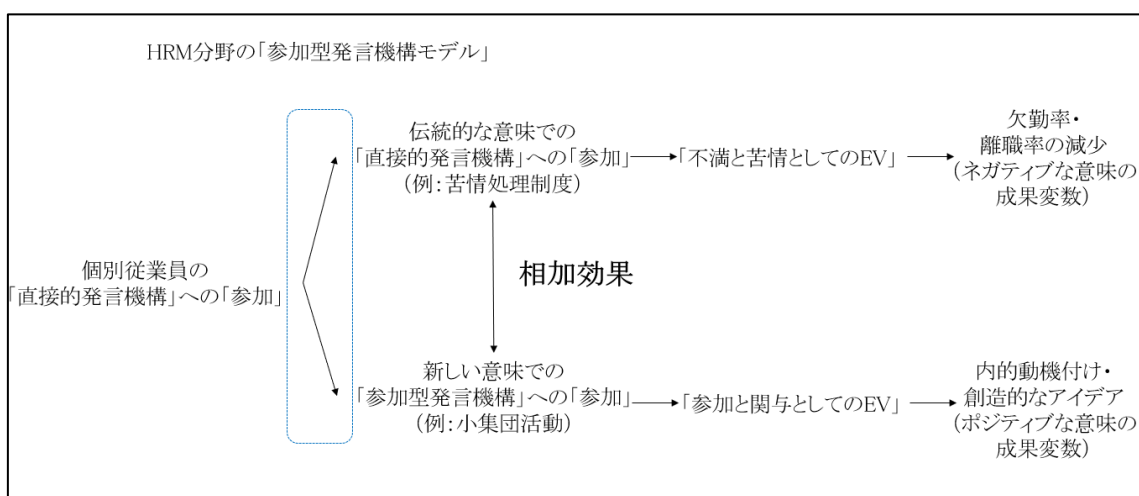 HRM分野の「参加型発言機構モデル」
伝統的な意味での
「直接的発言機構」への「参加」
(例:苦情処理制度)
「不満と苦情としてのEV」
欠勤率・
離職率の減少
(ネガティブな意味の
成果変数)
個別従業員の
「直接的発言機構」への「参加」
相加効果
新しい意味での
「参加型発言機構」への「参加」
(例:小集団活動)
「参加と関与としてのEV」
内的動機付け・
創造的なアイデア
(ポジティブな意味の
成果変数)